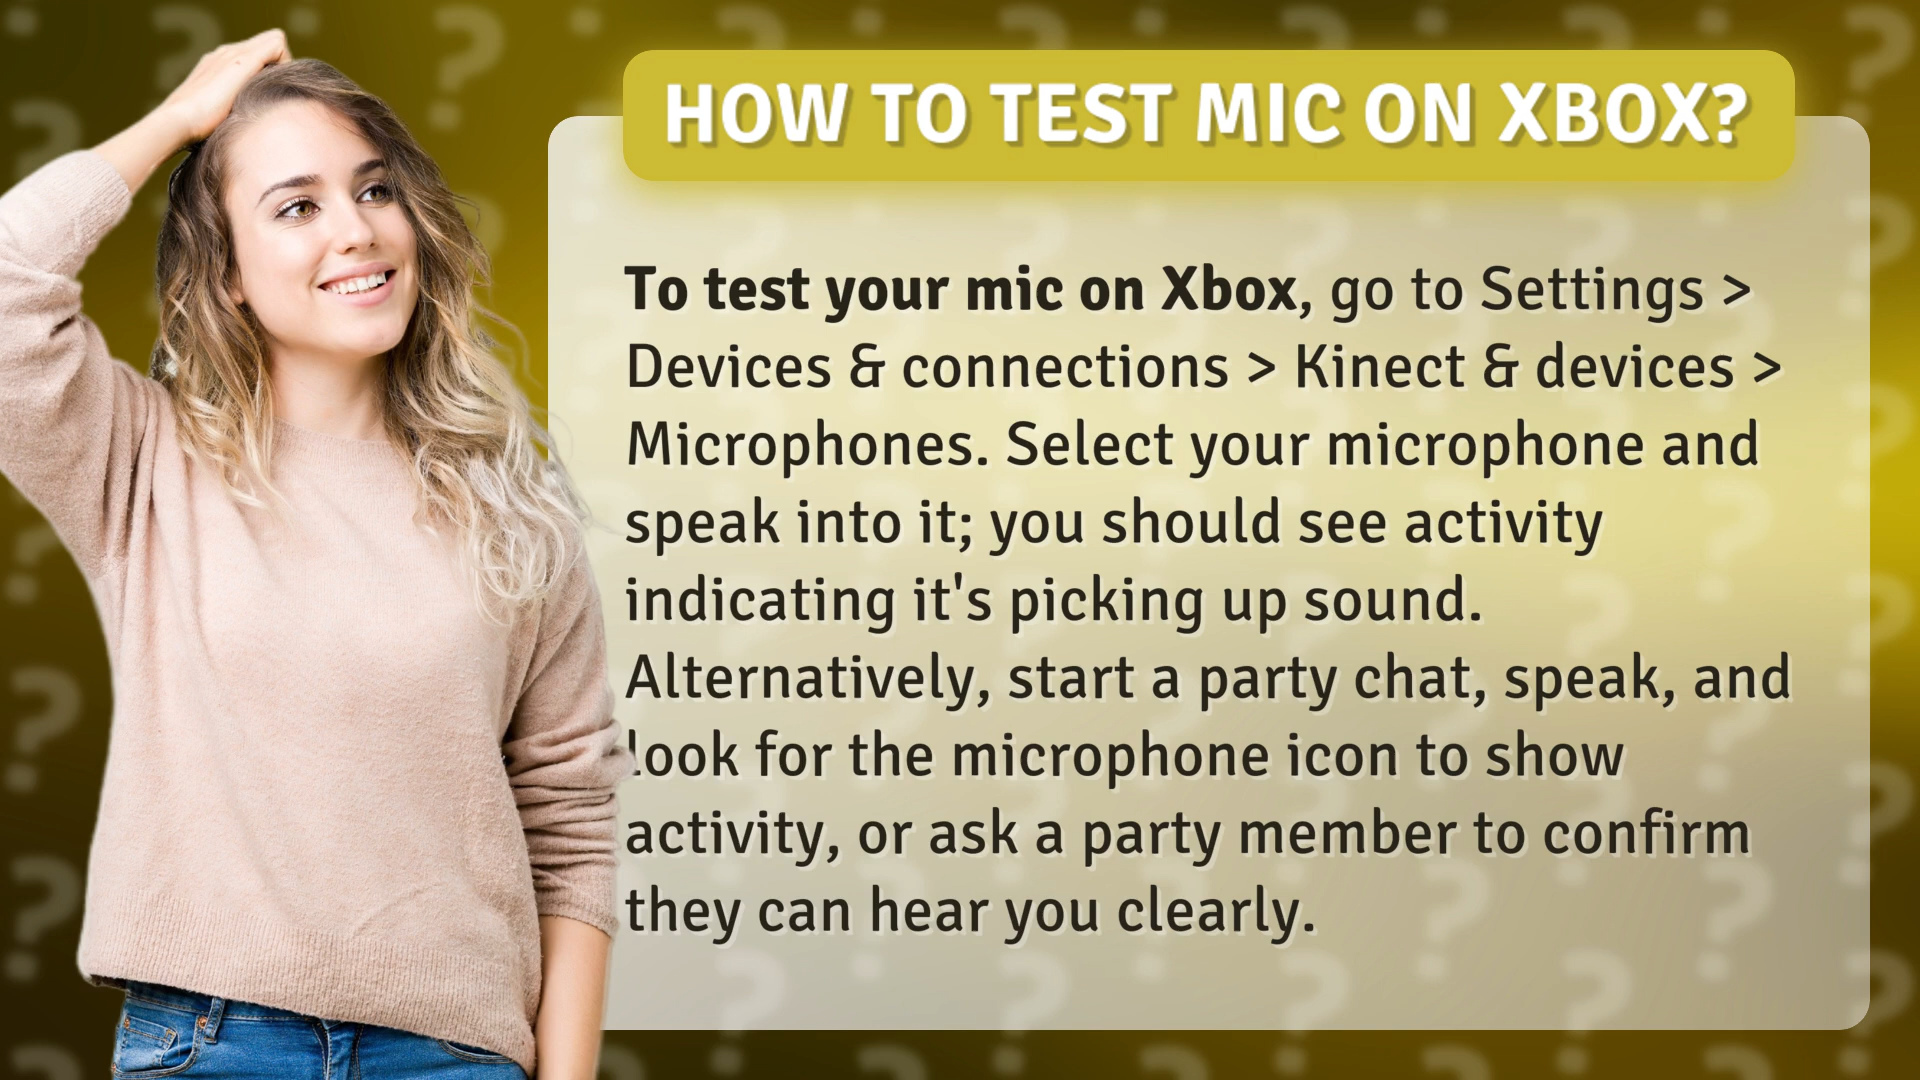 HOW TO TEST MIC ON XBOX?
To test your mic on Xbox, go to Settings >
Devices & connections > Kinect & devices >
Microphones. Select your microphone and
speak into it; you should see activity
indicating it's picking up sound.
Alternatively, start a party chat, speak, and
look for the microphone icon to show
activity, or ask a party member to confirm
they can hear you clearly.